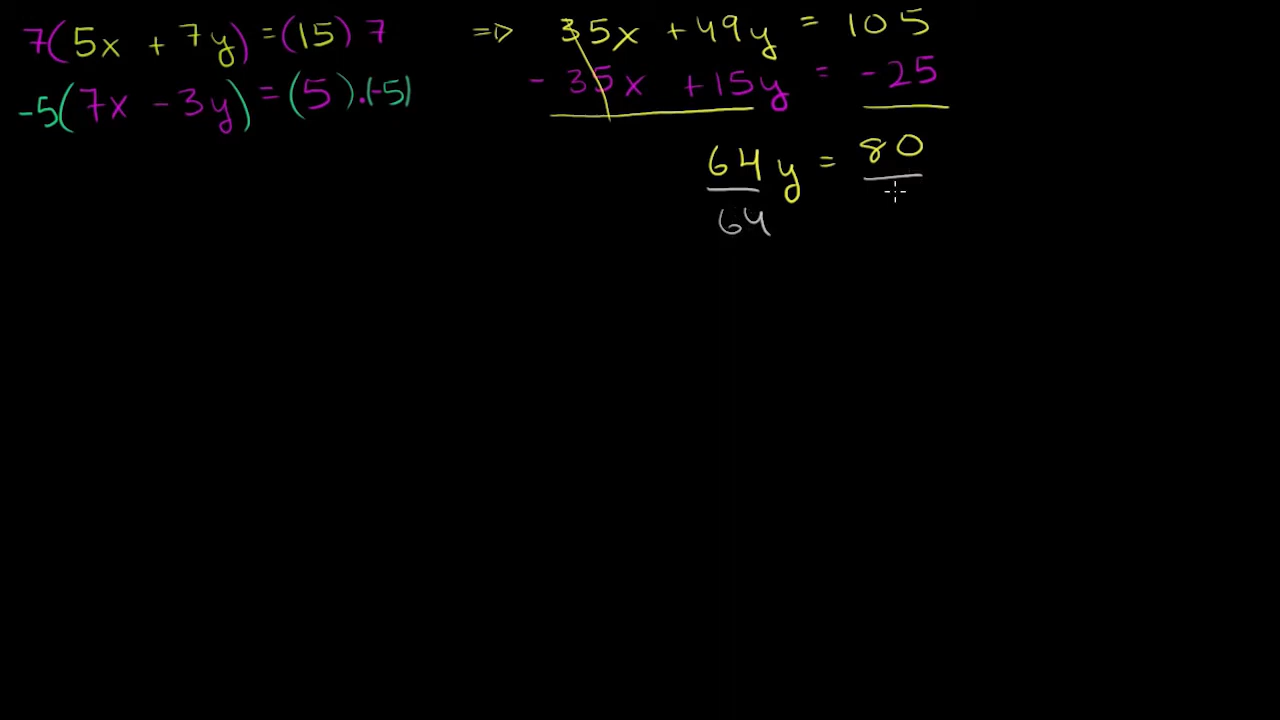 7(5x + 7y) = (15) 7 => 35x + 49y = 105
-5(7x - 3y) = (5).(-5) - 35x + 15y = -25
64y = 80
64